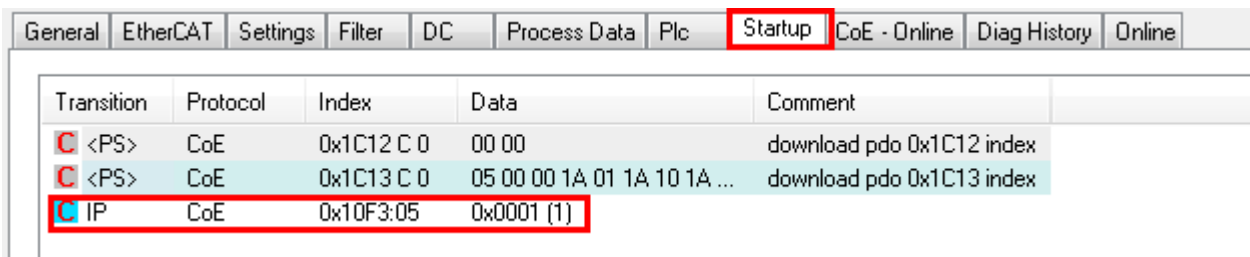 General EtherCAT Settings Filter DC Process Data Plc Startup CoE - Online Diag History Online
Transition Protocol Index Data Comment
C <PS> CoE 0x1C12 C 0 00 00 download pdo 0x1C12 index
C <PS> CoE 0x1C13 C 0 05 00 00 1A 01 1A 10 1A ... download pdo 0x1C13 index
C IP CoE 0x10F3:05 0x0001 (1)